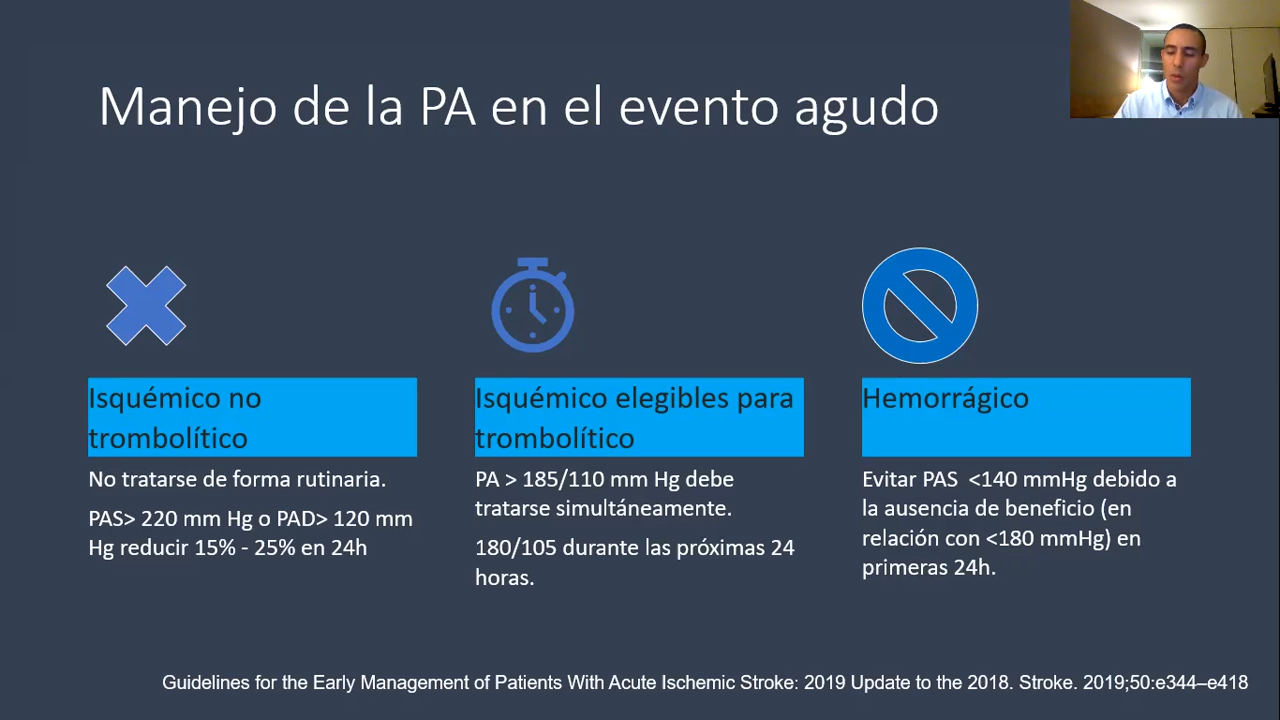 Manejo de la PA en el evento agudo
Isquémico no
trombolítico
No tratarse de forma rutinaria.
PAS> 220 mm Hg o PAD> 120 mm
Hg reducir 15% - 25% en 24h
Isquémico elegibles para
trombolítico
PA > 185/110 mm Hg debe
tratarse simultáneamente.
180/105 durante las próximas 24
horas.
Hemorrágico
Evitar PAS <140 mmHg debido a
la ausencia de beneficio (en
relación con <180 mmHg) en
primeras 24h.
Guidelines for the Early Management of Patients With Acute Ischemic Stroke: 2019 Update to the 2018. Stroke. 2019;50:e344–e418